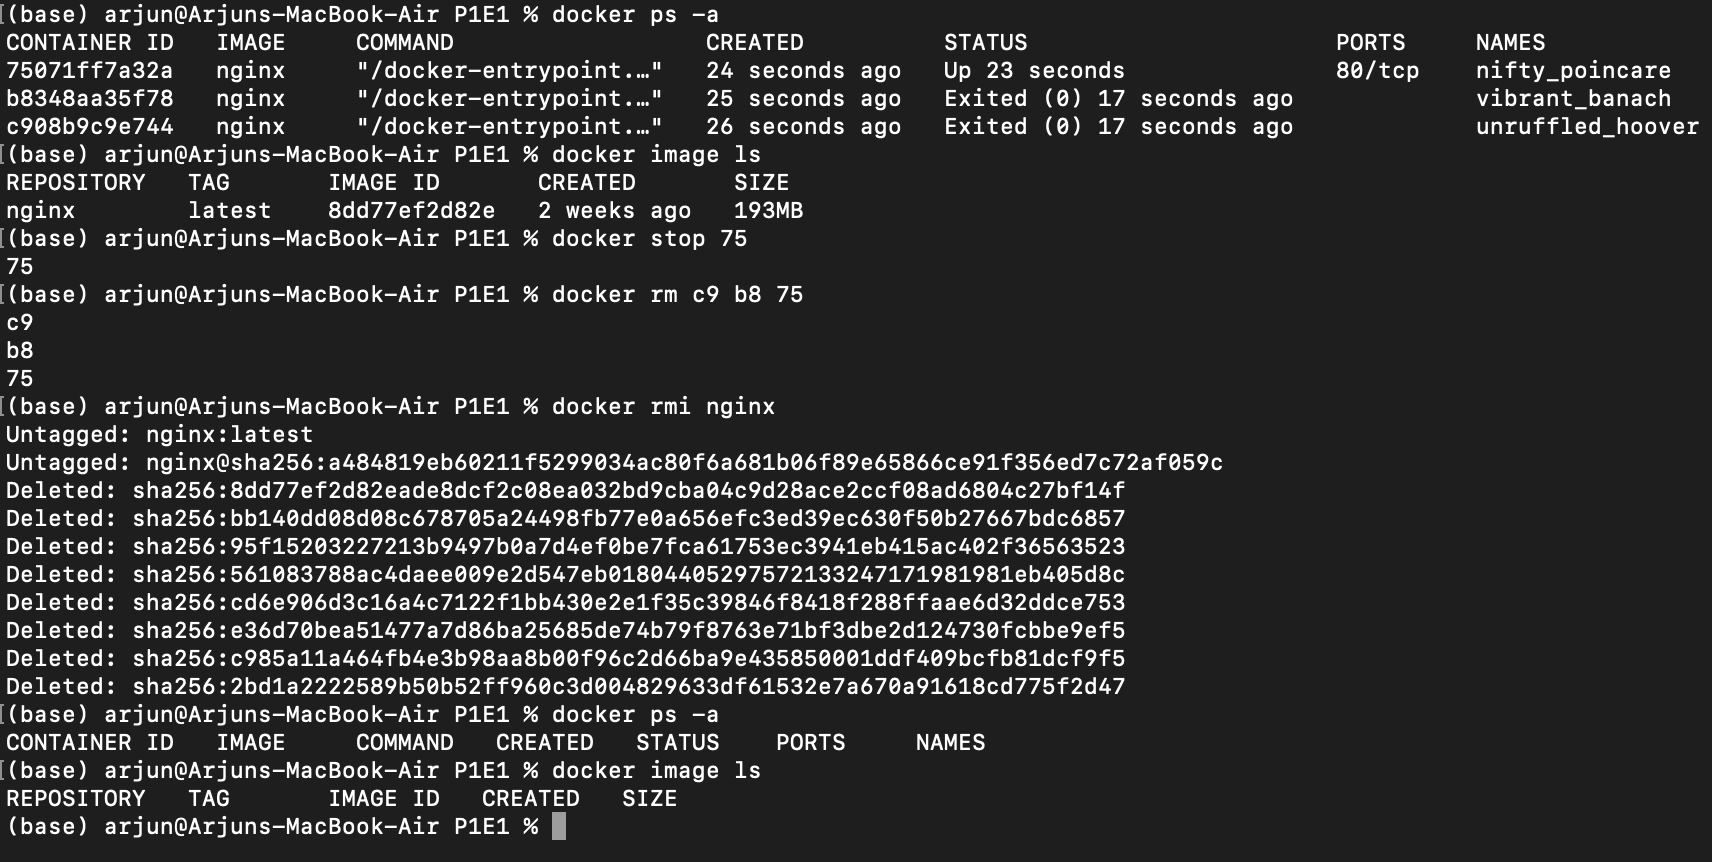 [(base) arjun@Arjuns-MacBook-Air P1E1 % docker ps -a
CONTAINER ID   IMAGE     COMMAND                  CREATED          STATUS                      PORTS     NAMES
75071ff7a32a   nginx     "/docker-entrypoint.…"   24 seconds ago   Up 23 seconds               80/tcp    nifty_poincare
b8348aa35f78   nginx     "/docker-entrypoint.…"   25 seconds ago   Exited (0) 17 seconds ago             vibrant_banach
c908b9c9e744   nginx     "/docker-entrypoint.…"   26 seconds ago   Exited (0) 17 seconds ago             unruffled_hoover
[(base) arjun@Arjuns-MacBook-Air P1E1 % docker image ls
REPOSITORY   TAG       IMAGE ID       CREATED       SIZE
nginx        latest    8dd77ef2d82e   2 weeks ago   193MB
[(base) arjun@Arjuns-MacBook-Air P1E1 % docker stop 75
75
[(base) arjun@Arjuns-MacBook-Air P1E1 % docker rm c9 b8 75
c9
b8
75
[(base) arjun@Arjuns-MacBook-Air P1E1 % docker rmi nginx
Untagged: nginx:latest
Untagged: nginx@sha256:a484819eb60211f5299034ac80f6a681b06f89e65866ce91f356ed7c72af059c
Deleted: sha256:8dd77ef2d82eade8dcf2c08ea032bd9cba04c9d28ace2ccf08ad6804c27bf14f
Deleted: sha256:bb140dd08d08c678705a24498fb77e0a656efc3ed39ec630f50b27667bdc6857
Deleted: sha256:95f15203227213b9497b0a7d4ef0be7fca61753ec3941eb415ac402f36563523
Deleted: sha256:561083788ac4daee009e2d547eb018044052975721332471719819​81eb405d8c
Deleted: sha256:cd6e906d3c16a4c7122f1bb430e2e1f35c39846f8418f288ffaae6d32ddce753
Deleted: sha256:e36d70bea51477a7d86ba25685de74b79f8763e71bf3dbe2d124730fcbbe9ef5
Deleted: sha256:c985a11a464fb4e3b98aa8b00f96c2d66ba9e435850001ddf409bcfb81dcf9f5
Deleted: sha256:2bd1a2222589b50b52ff960c3d004829633df61532e7a670a91618cd775f2d47
[(base) arjun@Arjuns-MacBook-Air P1E1 % docker ps -a
CONTAINER ID   IMAGE     COMMAND   CREATED   STATUS    PORTS     NAMES
[(base) arjun@Arjuns-MacBook-Air P1E1 % docker image ls
REPOSITORY   TAG       IMAGE ID   CREATED   SIZE
(base) arjun@Arjuns-MacBook-Air P1E1 %